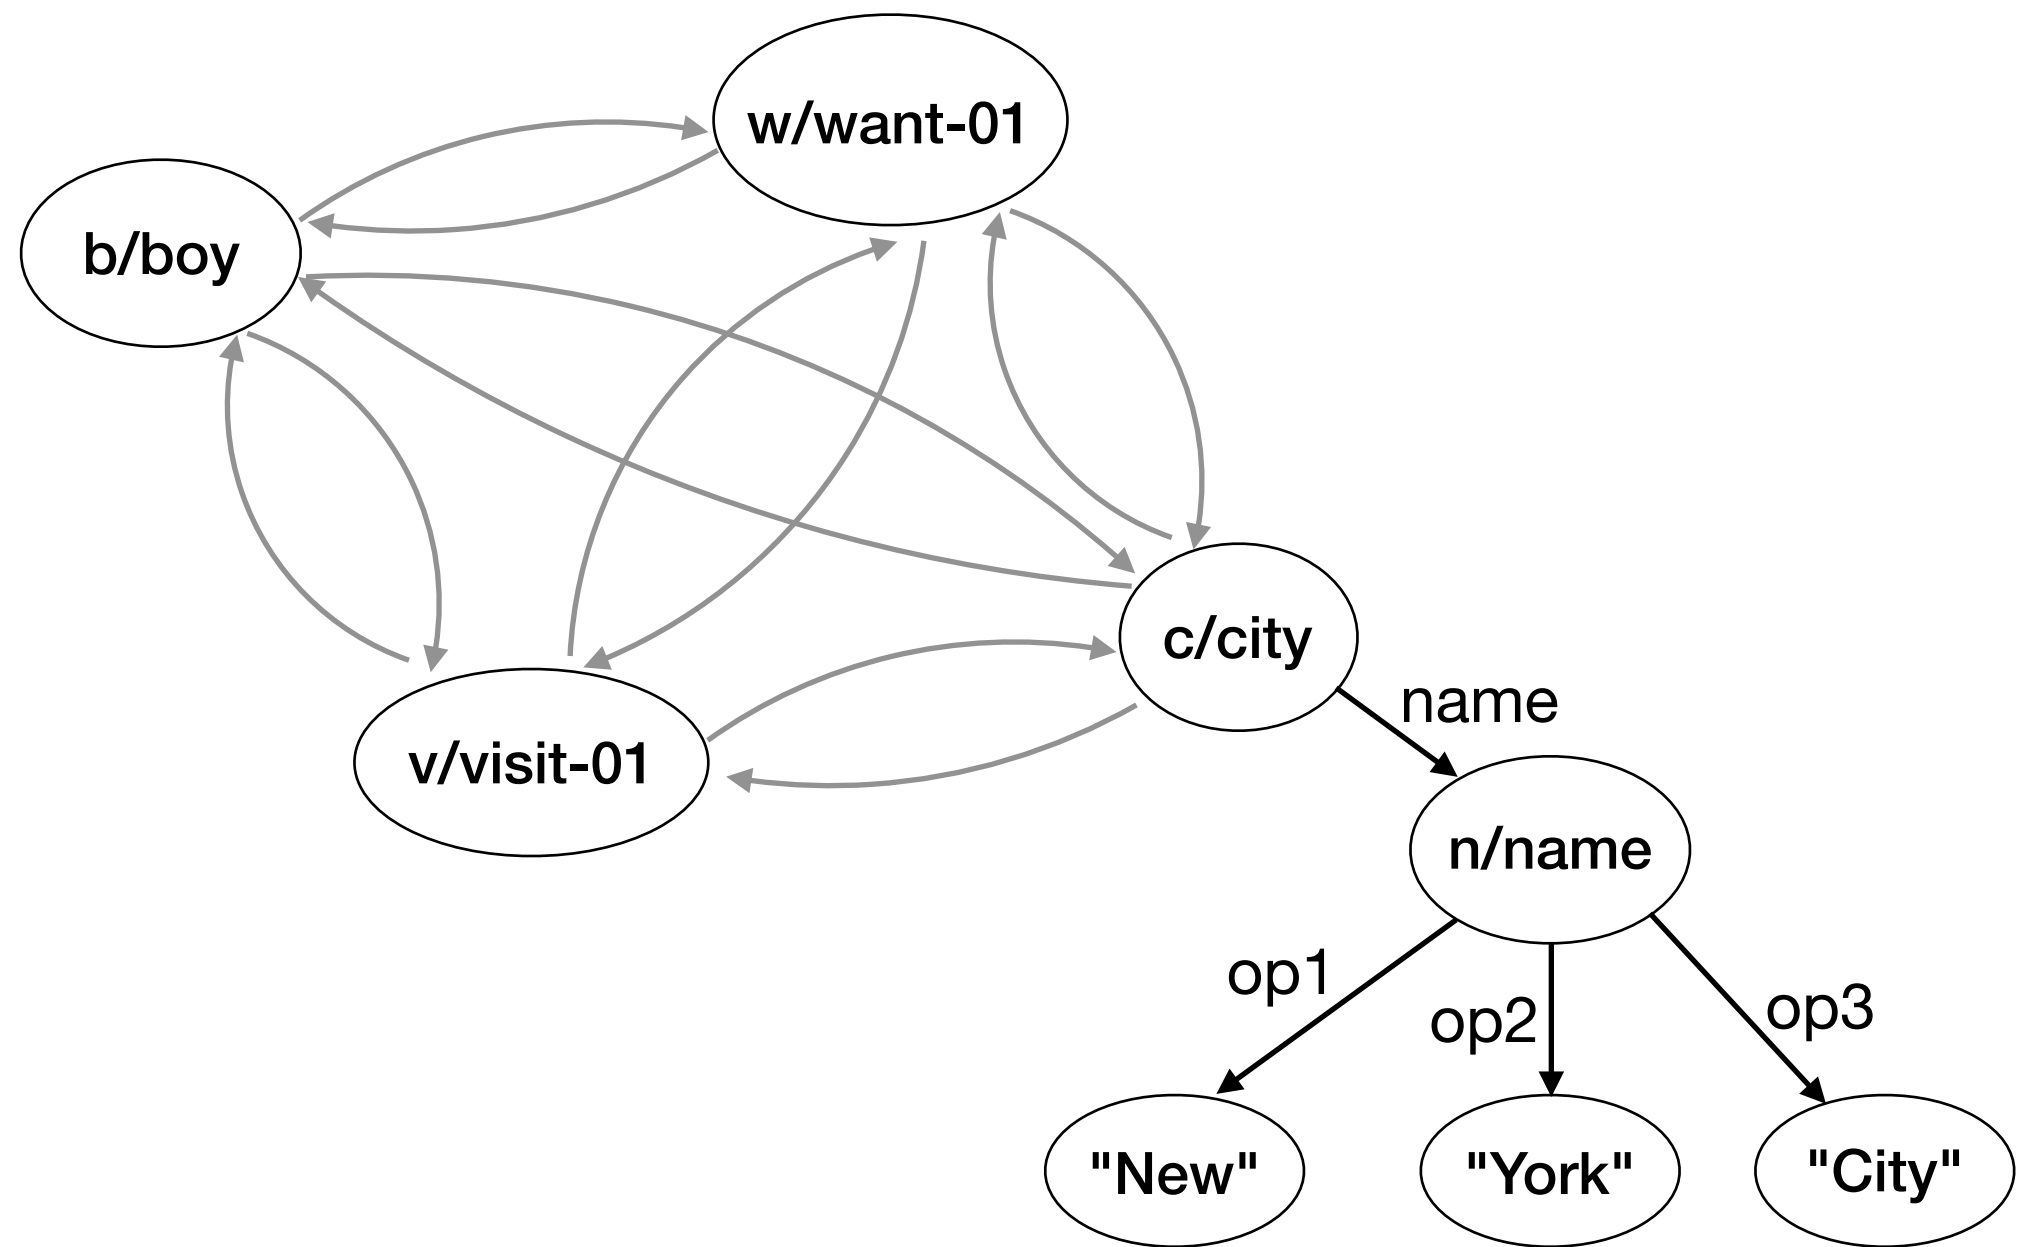 w/want-01
b/boy
c/city
name
v/visit-01
n/name
op1
op2
op3
"New"
"York"
"City"